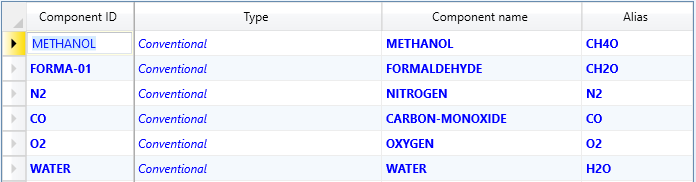 Component ID Type Component name Alias
METHANOL Conventional METHANOL CH4O
FORMA-01 Conventional FORMALDEHYDE CH2O
N2 Conventional NITROGEN N2
CO Conventional CARBON-MONOXIDE CO
O2 Conventional OXYGEN O2
WATER Conventional WATER H2O